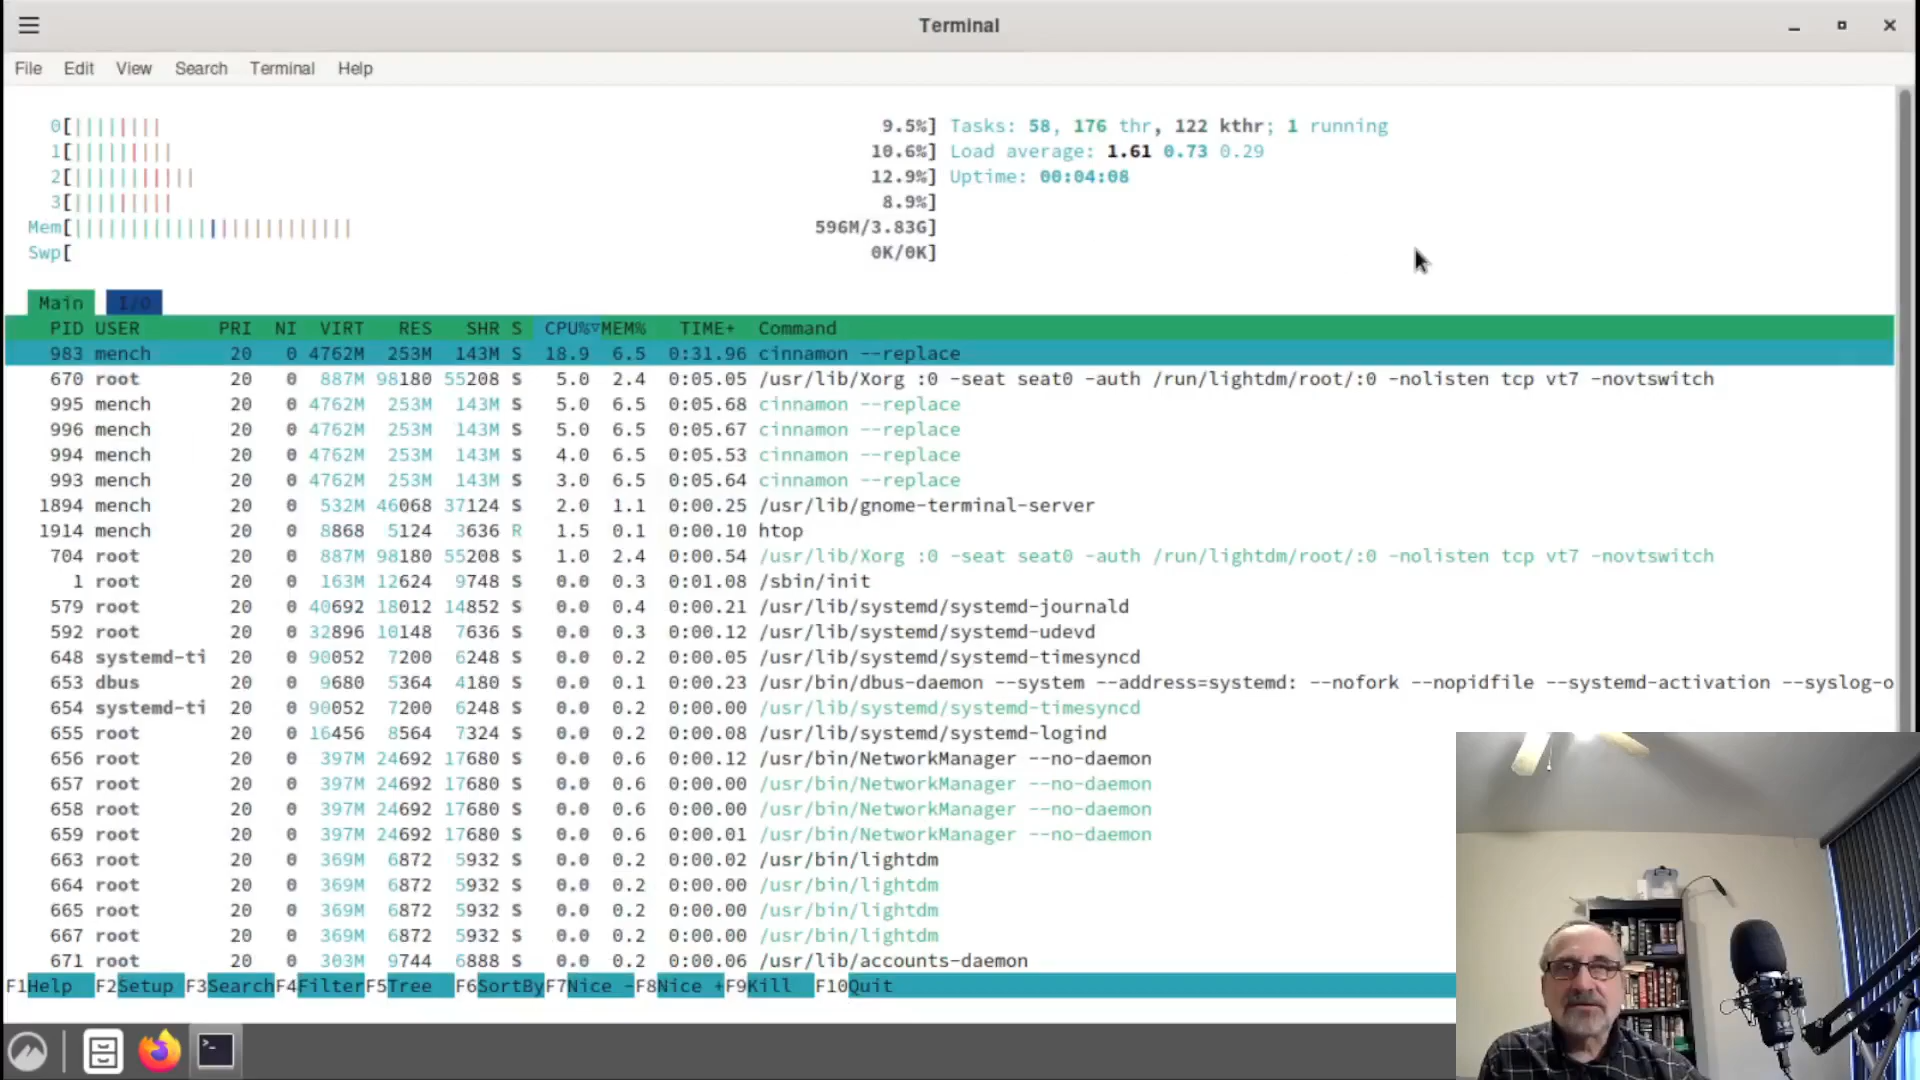 Terminal
File Edit View Search Terminal Help
0[|||||||| 9.5%] Tasks: 58, 176 thr, 122 kthr; 1 running
1[||||||||| 10.6%] Load average: 1.61 0.73 0.29
2[||||||||||| 12.9%] Uptime: 00:04:08
3[||||||||| 8.9%]
Mem[||||||||||||||||||||||||| 596M/3.83G]
Swp[ 0K/0K]
Main I/O
PID USER PRI NI VIRT RES SHR S CPU%▽MEM% TIME+ Command
983 mench 20 0 4762M 253M 143M S 18.9 6.5 0:31.96 cinnamon --replace
670 root 20 0 887M 98180 55208 S 5.0 2.4 0:05.05 /usr/lib/Xorg :0 -seat seat0 -auth /run/lightdm/root/:0 -nolisten tcp vt7 -novtswitch
995 mench 20 0 4762M 253M 143M S 5.0 6.5 0:05.68 cinnamon --replace
996 mench 20 0 4762M 253M 143M S 5.0 6.5 0:05.67 cinnamon --replace
994 mench 20 0 4762M 253M 143M S 4.0 6.5 0:05.53 cinnamon --replace
993 mench 20 0 4762M 253M 143M S 3.0 6.5 0:05.64 cinnamon --replace
1894 mench 20 0 532M 46068 37124 S 2.0 1.1 0:00.25 /usr/lib/gnome-terminal-server
1914 mench 20 0 8868 5124 3636 R 1.5 0.1 0:00.10 htop
704 root 20 0 887M 98180 55208 S 1.0 2.4 0:00.54 /usr/lib/Xorg :0 -seat seat0 -auth /run/lightdm/root/:0 -nolisten tcp vt7 -novtswitch
1 root 20 0 163M 12624 9748 S 0.0 0.3 0:01.08 /sbin/init
579 root 20 0 40692 18012 14852 S 0.0 0.4 0:00.21 /usr/lib/systemd/systemd-journald
592 root 20 0 32896 10148 7636 S 0.0 0.3 0:00.12 /usr/lib/systemd/systemd-udevd
648 systemd-ti 20 0 90052 7200 6248 S 0.0 0.2 0:00.05 /usr/lib/systemd/systemd-timesyncd
653 dbus 20 0 9680 5364 4180 S 0.0 0.1 0:00.23 /usr/bin/dbus-daemon --system --address=systemd: --nofork --nopidfile --systemd-activation --syslog-o
654 systemd-ti 20 0 90052 7200 6248 S 0.0 0.2 0:00.00 /usr/lib/systemd/systemd-timesyncd
655 root 20 0 16456 8564 7324 S 0.0 0.2 0:00.08 /usr/lib/systemd/systemd-logind
656 root 20 0 397M 24692 17680 S 0.0 0.6 0:00.12 /usr/bin/NetworkManager --no-daemon
657 root 20 0 397M 24692 17680 S 0.0 0.6 0:00.00 /usr/bin/NetworkManager --no-daemon
658 root 20 0 397M 24692 17680 S 0.0 0.6 0:00.00 /usr/bin/NetworkManager --no-daemon
659 root 20 0 397M 24692 17680 S 0.0 0.6 0:00.01 /usr/bin/NetworkManager --no-daemon
663 root 20 0 369M 6872 5932 S 0.0 0.2 0:00.02 /usr/bin/lightdm
664 root 20 0 369M 6872 5932 S 0.0 0.2 0:00.00 /usr/bin/lightdm
665 root 20 0 369M 6872 5932 S 0.0 0.2 0:00.00 /usr/bin/lightdm
667 root 20 0 369M 6872 5932 S 0.0 0.2 0:00.00 /usr/bin/lightdm
671 root 20 0 303M 9744 6888 S 0.0 0.2 0:00.06 /usr/lib/accounts-daemon
F1Help F2Setup F3SearchF4FilterF5Tree F6SortByF7Nice -F8Nice +F9Kill F10Quit